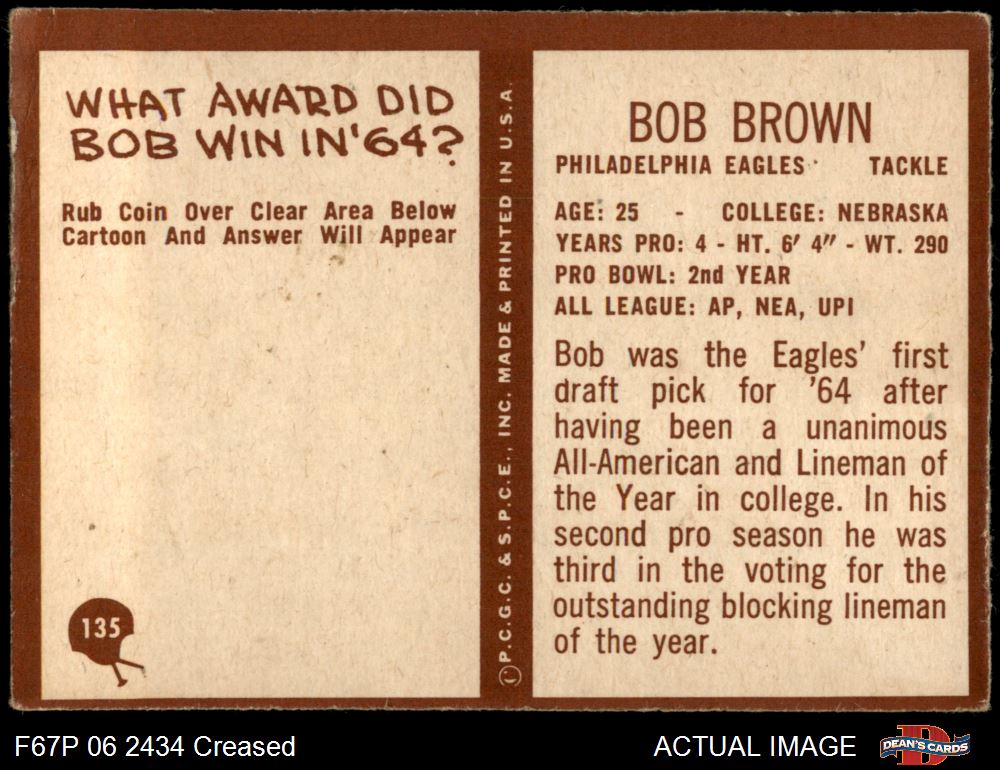 WHAT AWARD DID
BOB WIN IN '64?
Rub Coin Over Clear Area Below
Cartoon And Answer Will Appear
135
©P.C.G.C. & S.P.C.E., INC. MADE & PRINTED IN U.S.A.
BOB BROWN
PHILADELPHIA EAGLES TACKLE
AGE: 25 - COLLEGE: NEBRASKA
YEARS PRO: 4 - HT. 6' 4" - WT. 290
PRO BOWL: 2nd YEAR
ALL LEAGUE: AP, NEA, UPI
Bob was the Eagles' first
draft pick for '64 after
having been a unanimous
All-American and Lineman of
the Year in college. In his
second pro season he was
third in the voting for the
outstanding blocking lineman
of the year.
F67P 06 2434 Creased
ACTUAL IMAGE
D
DEAN'S CARDS